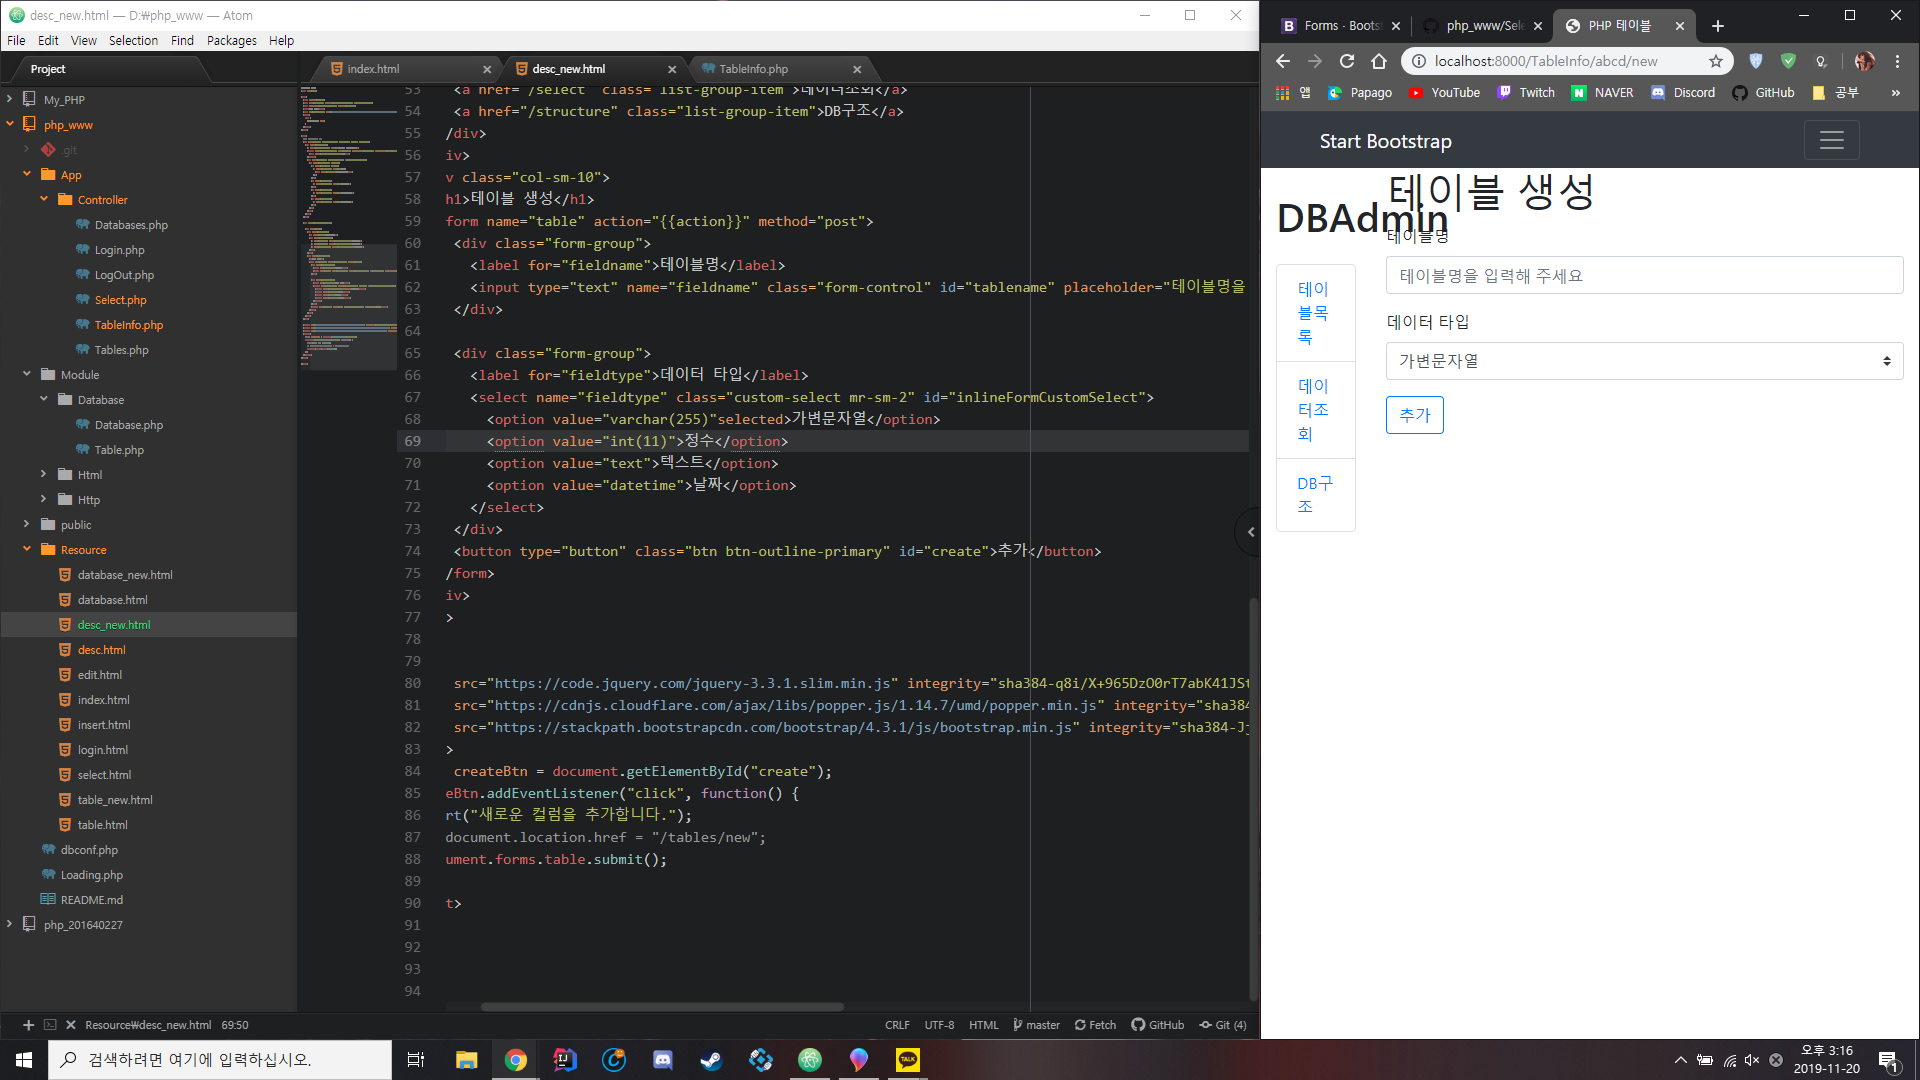 desc_new.html — D:₩php_www — Atom
File Edit View Selection Find Packages Help
Project
My_PHP
php_www
.git
App
Controller
Databases.php
Login.php
LogOut.php
Select.php
TableInfo.php
Tables.php
Module
Database
Database.php
Table.php
Html
Http
public
Resource
database_new.html
database.html
desc_new.html
desc.html
edit.html
index.html
insert.html
login.html
select.html
table_new.html
table.html
dbconf.php
Loading.php
README.md
php_201640227
index.html desc_new.html TableInfo.php
53 <a href="/select" class="list-group-item">데이터조회</a>
54 <a href="/structure" class="list-group-item">DB구조</a>
55 /div>
56 iv>
57 v class="col-sm-10">
58 h1>테이블 생성</h1>
59 form name="table" action="{{action}}" method="post">
60 <div class="form-group">
61 <label for="fieldname">테이블명</label>
62 <input type="text" name="fieldname" class="form-control" id="tablename" placeholder="테이블명을
63 </div>
64
65 <div class="form-group">
66 <label for="fieldtype">데이터 타입</label>
67 <select name="fieldtype" class="custom-select mr-sm-2" id="inlineFormCustomSelect">
68 <option value="varchar(255)"selected>가변문자열</option>
69 <option value="int(11)">정수</option>
70 <option value="text">텍스트</option>
71 <option value="datetime">날짜</option>
72 </select>
73 </div>
74 <button type="button" class="btn btn-outline-primary" id="create">추가</button>
75 /form>
76 iv>
77 >
78
79
80 src="https://code.jquery.com/jquery-3.3.1.slim.min.js" integrity="sha384-q8i/X+965DzO0rT7abK41JSt
81 src="https://cdnjs.cloudflare.com/ajax/libs/popper.js/1.14.7/umd/popper.min.js" integrity="sha384
82 src="https://stackpath.bootstrapcdn.com/bootstrap/4.3.1/js/bootstrap.min.js" integrity="sha384-Jj
83 >
84 createBtn = document.getElementById("create");
85 eBtn.addEventListener("click", function() {
86 rt("새로운 컬럼을 추가합니다.");
87 document.location.href = "/tables/new";
88 ument.forms.table.submit();
89
90 t>
91
92
93
94
Resource₩desc_new.html 69:50 CRLF UTF-8 HTML master Fetch GitHub Git (4)
Forms · Bootst php_www/Sele PHP 테이블
localhost:8000/TableInfo/abcd/new
앱 Papago YouTube Twitch NAVER Discord GitHub 공부 »
Start Bootstrap
테이블 생성
DBAdmin
테이블명
테이블명을 입력해 주세요
데이터 타입
가변문자열
추가
테이
블목
록
데이
터조
회
DB구
조
검색하려면 여기에 입력하십시오.
TALK
오후 3:16
2019-11-20
1